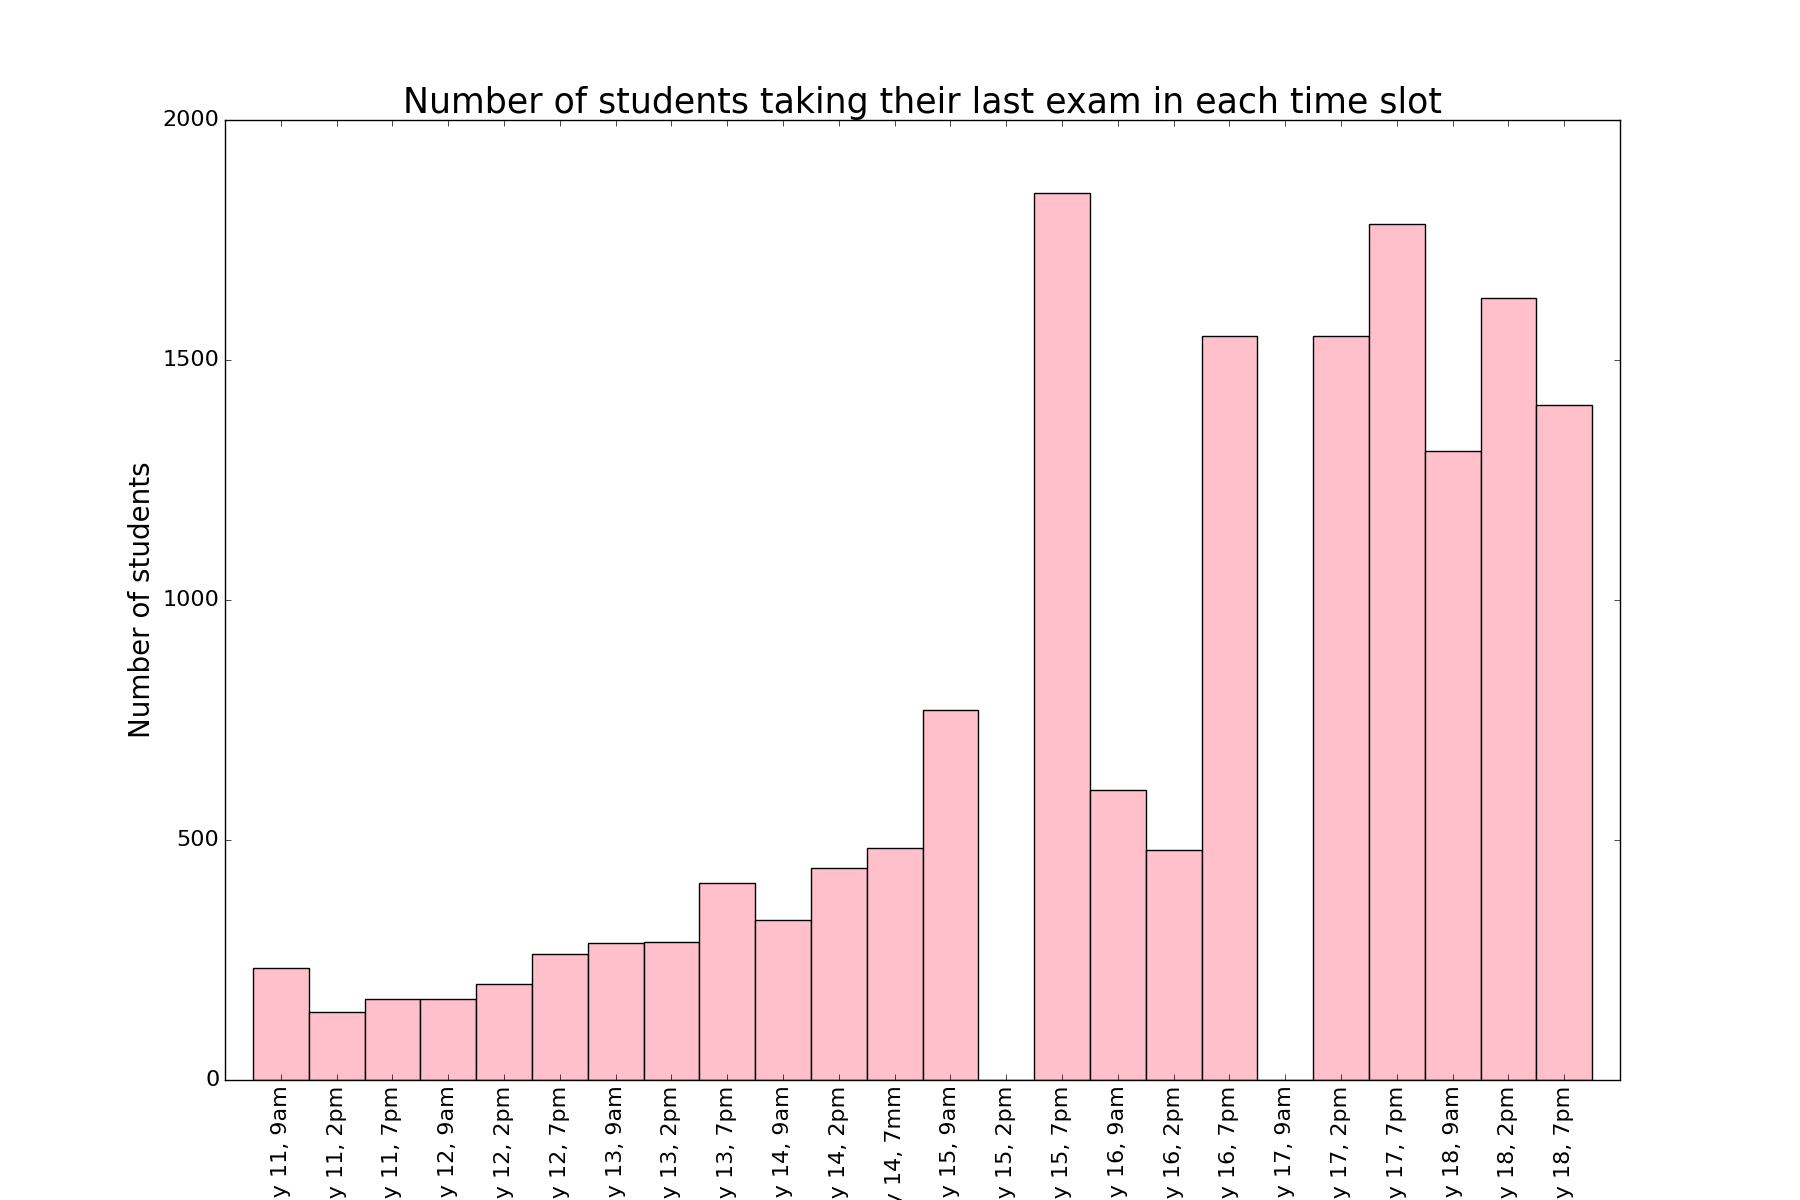 Number of students taking their last exam in each time slot
Number of students
2000
1500
1000
500
0
y 11, 9am
y 11, 2pm
y 11, 7pm
y 12, 9am
y 12, 2pm
y 12, 7pm
y 13, 9am
y 13, 2pm
y 13, 7pm
y 14, 9am
y 14, 2pm
y 14, 7mm
y 15, 9am
y 15, 2pm
y 15, 7pm
y 16, 9am
y 16, 2pm
y 16, 7pm
y 17, 9am
y 17, 2pm
y 17, 7pm
y 18, 9am
y 18, 2pm
y 18, 7pm